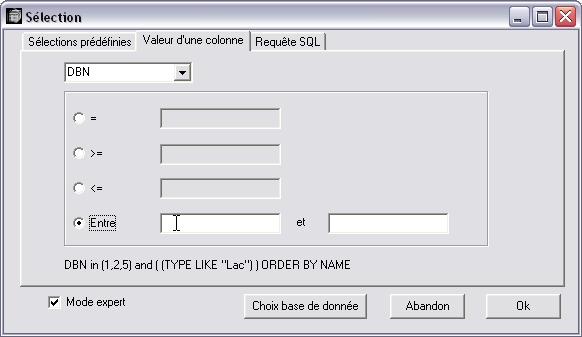 Sélection
Sélections prédéfinies Valeur d'une colonne Requête SQL
DBN
=
>=
<=
Entre et
DBN in (1,2,5) and ( (TYPE LIKE "Lac") ) ORDER BY NAME
Mode expert Choix base de donnée Abandon Ok